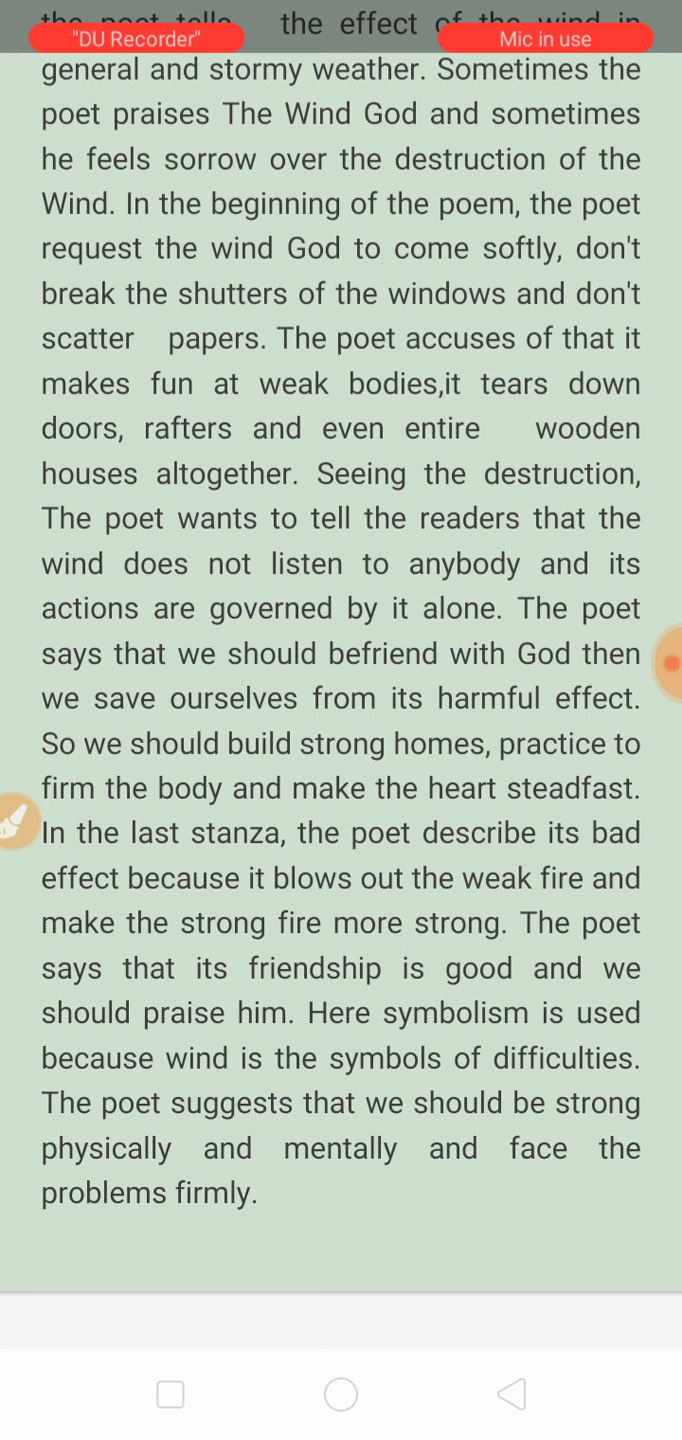 the poet tells the effect of the wind in
"DU Recorder" Mic in use
general and stormy weather. Sometimes the
poet praises The Wind God and sometimes
he feels sorrow over the destruction of the
Wind. In the beginning of the poem, the poet
request the wind God to come softly, don't
break the shutters of the windows and don't
scatter papers. The poet accuses of that it
makes fun at weak bodies,it tears down
doors, rafters and even entire wooden
houses altogether. Seeing the destruction,
The poet wants to tell the readers that the
wind does not listen to anybody and its
actions are governed by it alone. The poet
says that we should befriend with God then
we save ourselves from its harmful effect.
So we should build strong homes, practice to
firm the body and make the heart steadfast.
In the last stanza, the poet describe its bad
effect because it blows out the weak fire and
make the strong fire more strong. The poet
says that its friendship is good and we
should praise him. Here symbolism is used
because wind is the symbols of difficulties.
The poet suggests that we should be strong
physically and mentally and face the
problems firmly.